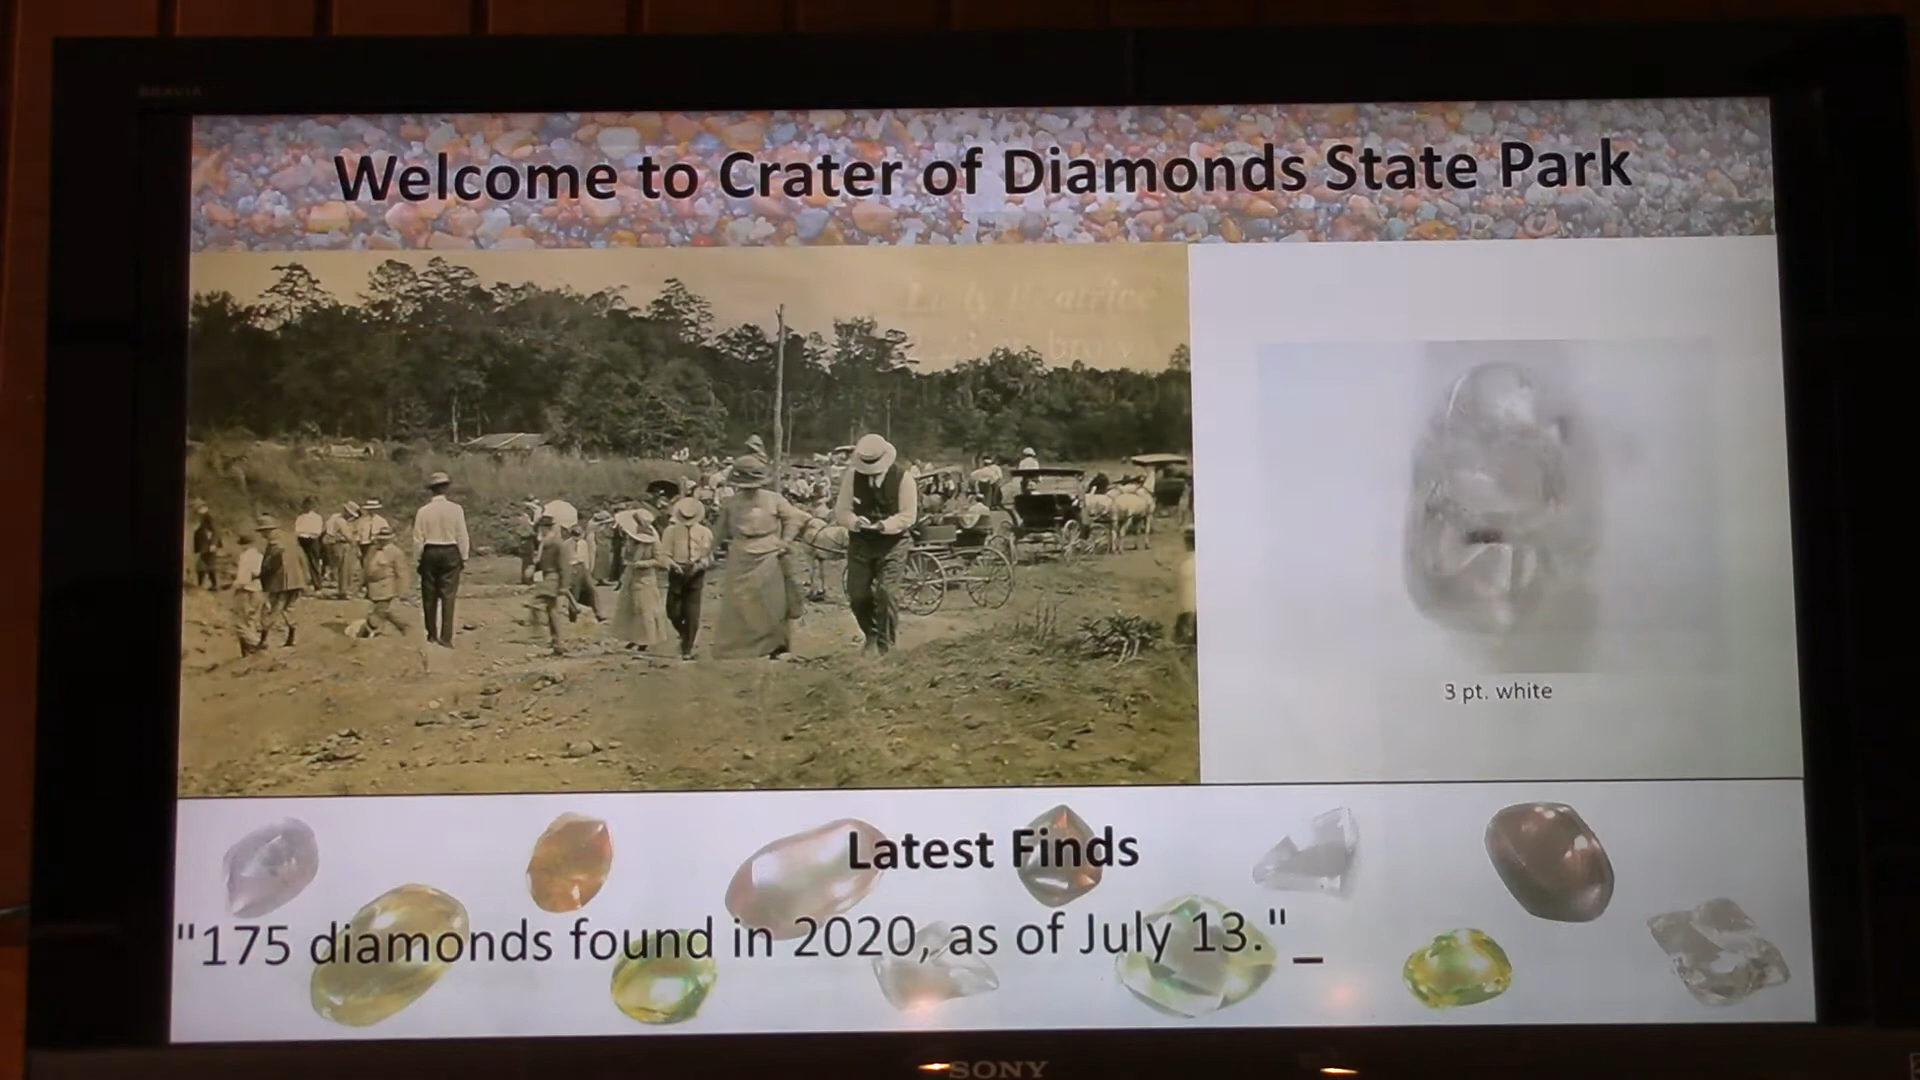 BRAVIA
Welcome to Crater of Diamonds State Park
3 pt. white
Latest Finds
"175 diamonds found in 2020, as of July 13."_
SONY